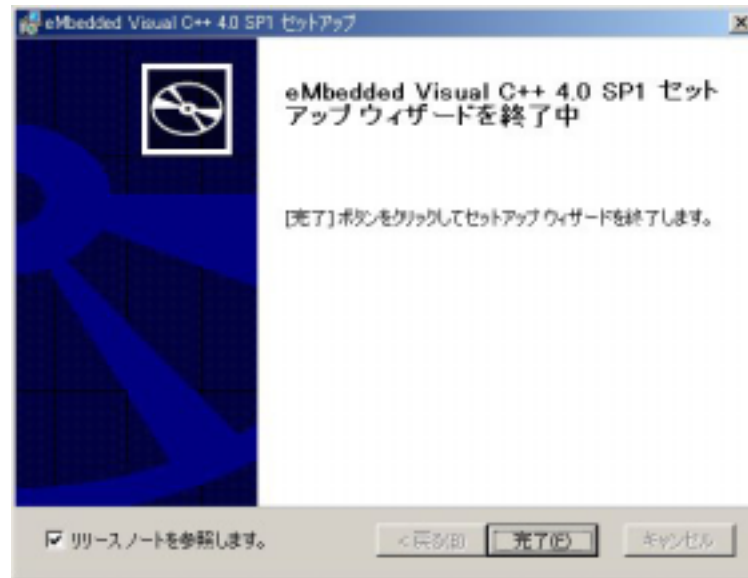 eMbedded Visual C++ 4.0 SP1 セットアップ
eMbedded Visual C++ 4.0 SP1 セット
アップ ウィザードを終了中
[完了] ボタンをクリックしてセットアップ ウィザードを終了します。
リリース ノートを参照します。
< 戻る(B)
完了(F)
キャンセル